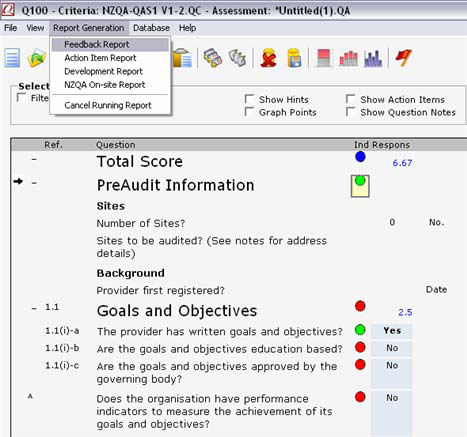 Q100 - Criteria: NZQA-QAS1 V1-2.QC - Assessment: *Untitled(1).QA
File View Report Generation Database Help
Feedback Report
Action Item Report
Development Report
NZQA On-site Report
Cancel Running Report
Selec
Filte
Show Hints
Show Action Items
Graph Points
Show Question Notes
Ref. Question Ind Respons
– Total Score 6.67
– PreAudit Information
Sites
Number of Sites? 0 No.
Sites to be audited? (See notes for address
details)
Background
Provider first registered? Date
– 1.1 Goals and Objectives 2.5
1.1(i)-a The provider has written goals and objectives? Yes
1.1(i)-b Are the goals and objectives education based? No
1.1(i)-c Are the goals and objectives approved by the No
governing body?
A Does the organisation have performance No
indicators to measure the achievement of its
goals and objectives?